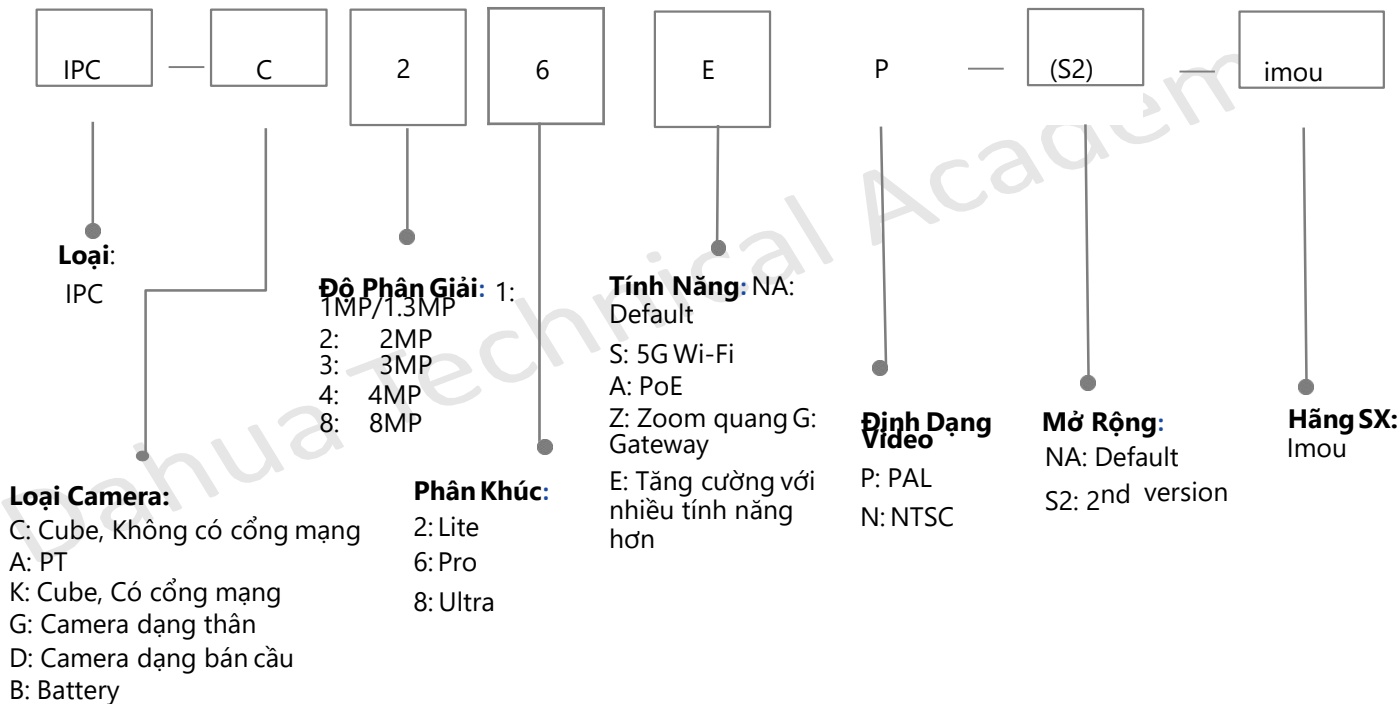 IPC — C 2 6 E P — (S2) — imou
Loại:
IPC
Độ Phân Giải: 1:
1MP/1.3MP
2: 2MP
3: 3MP
4: 4MP
8: 8MP
Tính Năng: NA:
Default
S: 5G Wi-Fi
A: PoE
Z: Zoom quang G:
Gateway
E: Tăng cường với
nhiều tính năng
hơn
Định Dạng
Video
P: PAL
N: NTSC
Mở Rộng:
NA: Default
S2: 2nd version
Hãng SX:
Imou
Loại Camera:
C: Cube, Không có cổng mạng
A: PT
K: Cube, Có cổng mạng
G: Camera dạng thân
D: Camera dạng bán cầu
B: Battery
Phân Khúc:
2: Lite
6: Pro
8: Ultra
Dahua Technical Academ